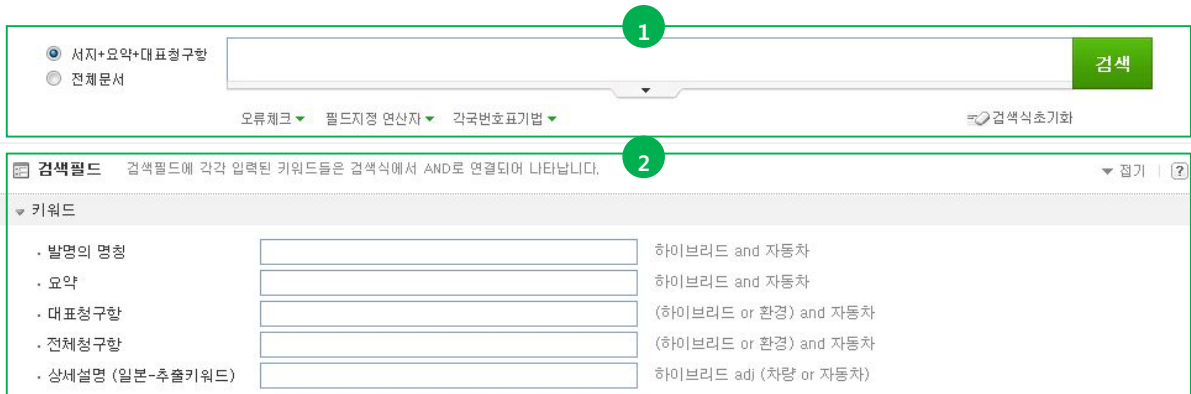 1
서지+요약+대표청구항
전체문서
검색
오류체크 필드지정 연산자 각국번호표기법 검색식초기화
2
검색필드 검색필드에 각각 입력된 키워드들은 검색식에서 AND로 연결되어 나타납니다. 접기 | ?
키워드
· 발명의 명칭 하이브리드 and 자동차
· 요약 하이브리드 and 자동차
· 대표청구항 (하이브리드 or 환경) and 자동차
· 전체청구항 (하이브리드 or 환경) and 자동차
· 상세설명 (일본-추출키워드) 하이브리드 adj (차량 or 자동차)